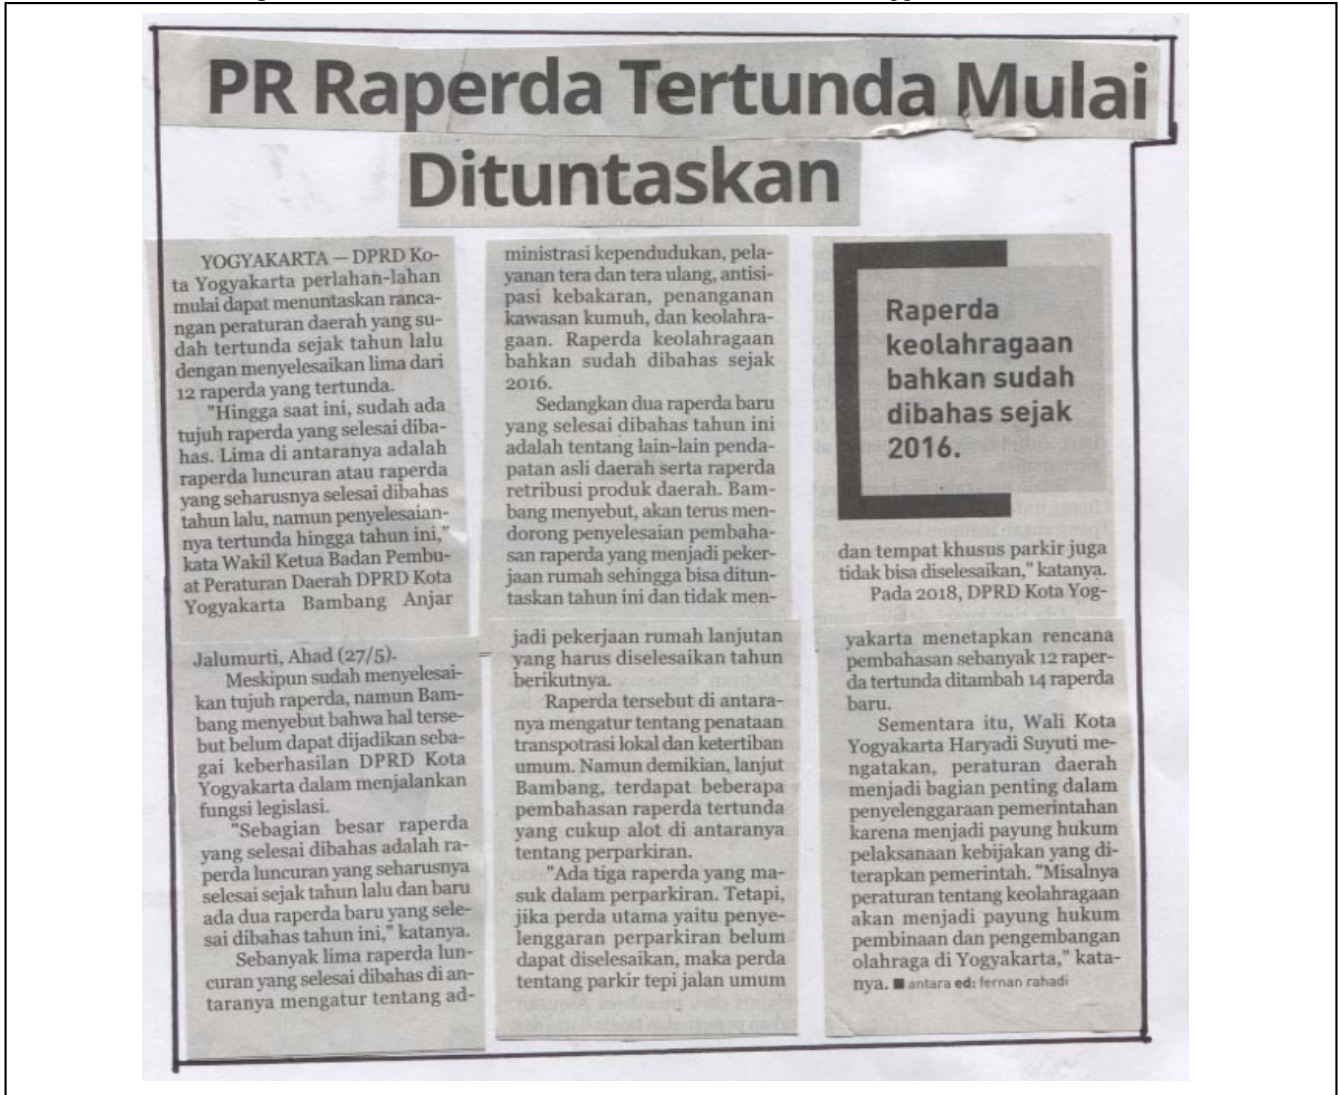 PR Raperda Tertunda Mulai
Dituntaskan
YOGYAKARTA — DPRD Ko-
ta Yogyakarta perlahan-lahan
mulai dapat menuntaskan ranca-
ngan peraturan daerah yang su-
dah tertunda sejak tahun lalu
dengan menyelesaikan lima dari
12 raperda yang tertunda.
"Hingga saat ini, sudah ada
tujuh raperda yang selesai diba-
has. Lima di antaranya adalah
raperda luncuran atau raperda
yang seharusnya selesai dibahas
tahun lalu, namun penyelesaian-
nya tertunda hingga tahun ini,"
kata Wakil Ketua Badan Pembu-
at Peraturan Daerah DPRD Kota
Yogyakarta Bambang Anjar
Jalumurti, Ahad (27/5).
Meskipun sudah menyelesai-
kan tujuh raperda, namun Bam-
bang menyebut bahwa hal terse-
but belum dapat dijadikan seba-
gai keberhasilan DPRD Kota
Yogyakarta dalam menjalankan
fungsi legislasi.
"Sebagian besar raperda
yang selesai dibahas adalah ra-
perda luncuran yang seharusnya
selesai sejak tahun lalu dan baru
ada dua raperda baru yang sele-
sai dibahas tahun ini," katanya.
Sebanyak lima raperda lun-
curan yang selesai dibahas di an-
taranya mengatur tentang ad-
ministrasi kependudukan, pela-
yanan tera dan tera ulang, antisi-
pasi kebakaran, penanganan
kawasan kumuh, dan keolahra-
gaan. Raperda keolahragaan
bahkan sudah dibahas sejak
2016.
Sedangkan dua raperda baru
yang selesai dibahas tahun ini
adalah tentang lain-lain penda-
patan asli daerah serta raperda
retribusi produk daerah. Bam-
bang menyebut, akan terus men-
dorong penyelesaian pembaha-
san raperda yang menjadi peker-
jaan rumah sehingga bisa ditun-
taskan tahun ini dan tidak men-
jadi pekerjaan rumah lanjutan
yang harus diselesaikan tahun
berikutnya.
Raperda tersebut di antara-
nya mengatur tentang penataan
transpotrasi lokal dan ketertiban
umum. Namun demikian, lanjut
Bambang, terdapat beberapa
pembahasan raperda tertunda
yang cukup alot di antaranya
tentang perparkiran.
"Ada tiga raperda yang ma-
suk dalam perparkiran. Tetapi,
jika perda utama yaitu penye-
lenggaran perparkiran belum
dapat diselesaikan, maka perda
tentang parkir tepi jalan umum
Raperda
keolahragaan
bahkan sudah
dibahas sejak
2016.
dan tempat khusus parkir juga
tidak bisa diselesaikan," katanya.
Pada 2018, DPRD Kota Yog-
yakarta menetapkan rencana
pembahasan sebanyak 12 raper-
da tertunda ditambah 14 raperda
baru.
Sementara itu, Wali Kota
Yogyakarta Haryadi Suyuti me-
ngatakan, peraturan daerah
menjadi bagian penting dalam
penyelenggaraan pemerintahan
karena menjadi payung hukum
pelaksanaan kebijakan yang di-
terapkan pemerintah. "Misalnya
peraturan tentang keolahragaan
akan menjadi payung hukum
pembinaan dan pengembangan
olahraga di Yogyakarta," kata-
nya. ■ antara ed: fernan rahadi